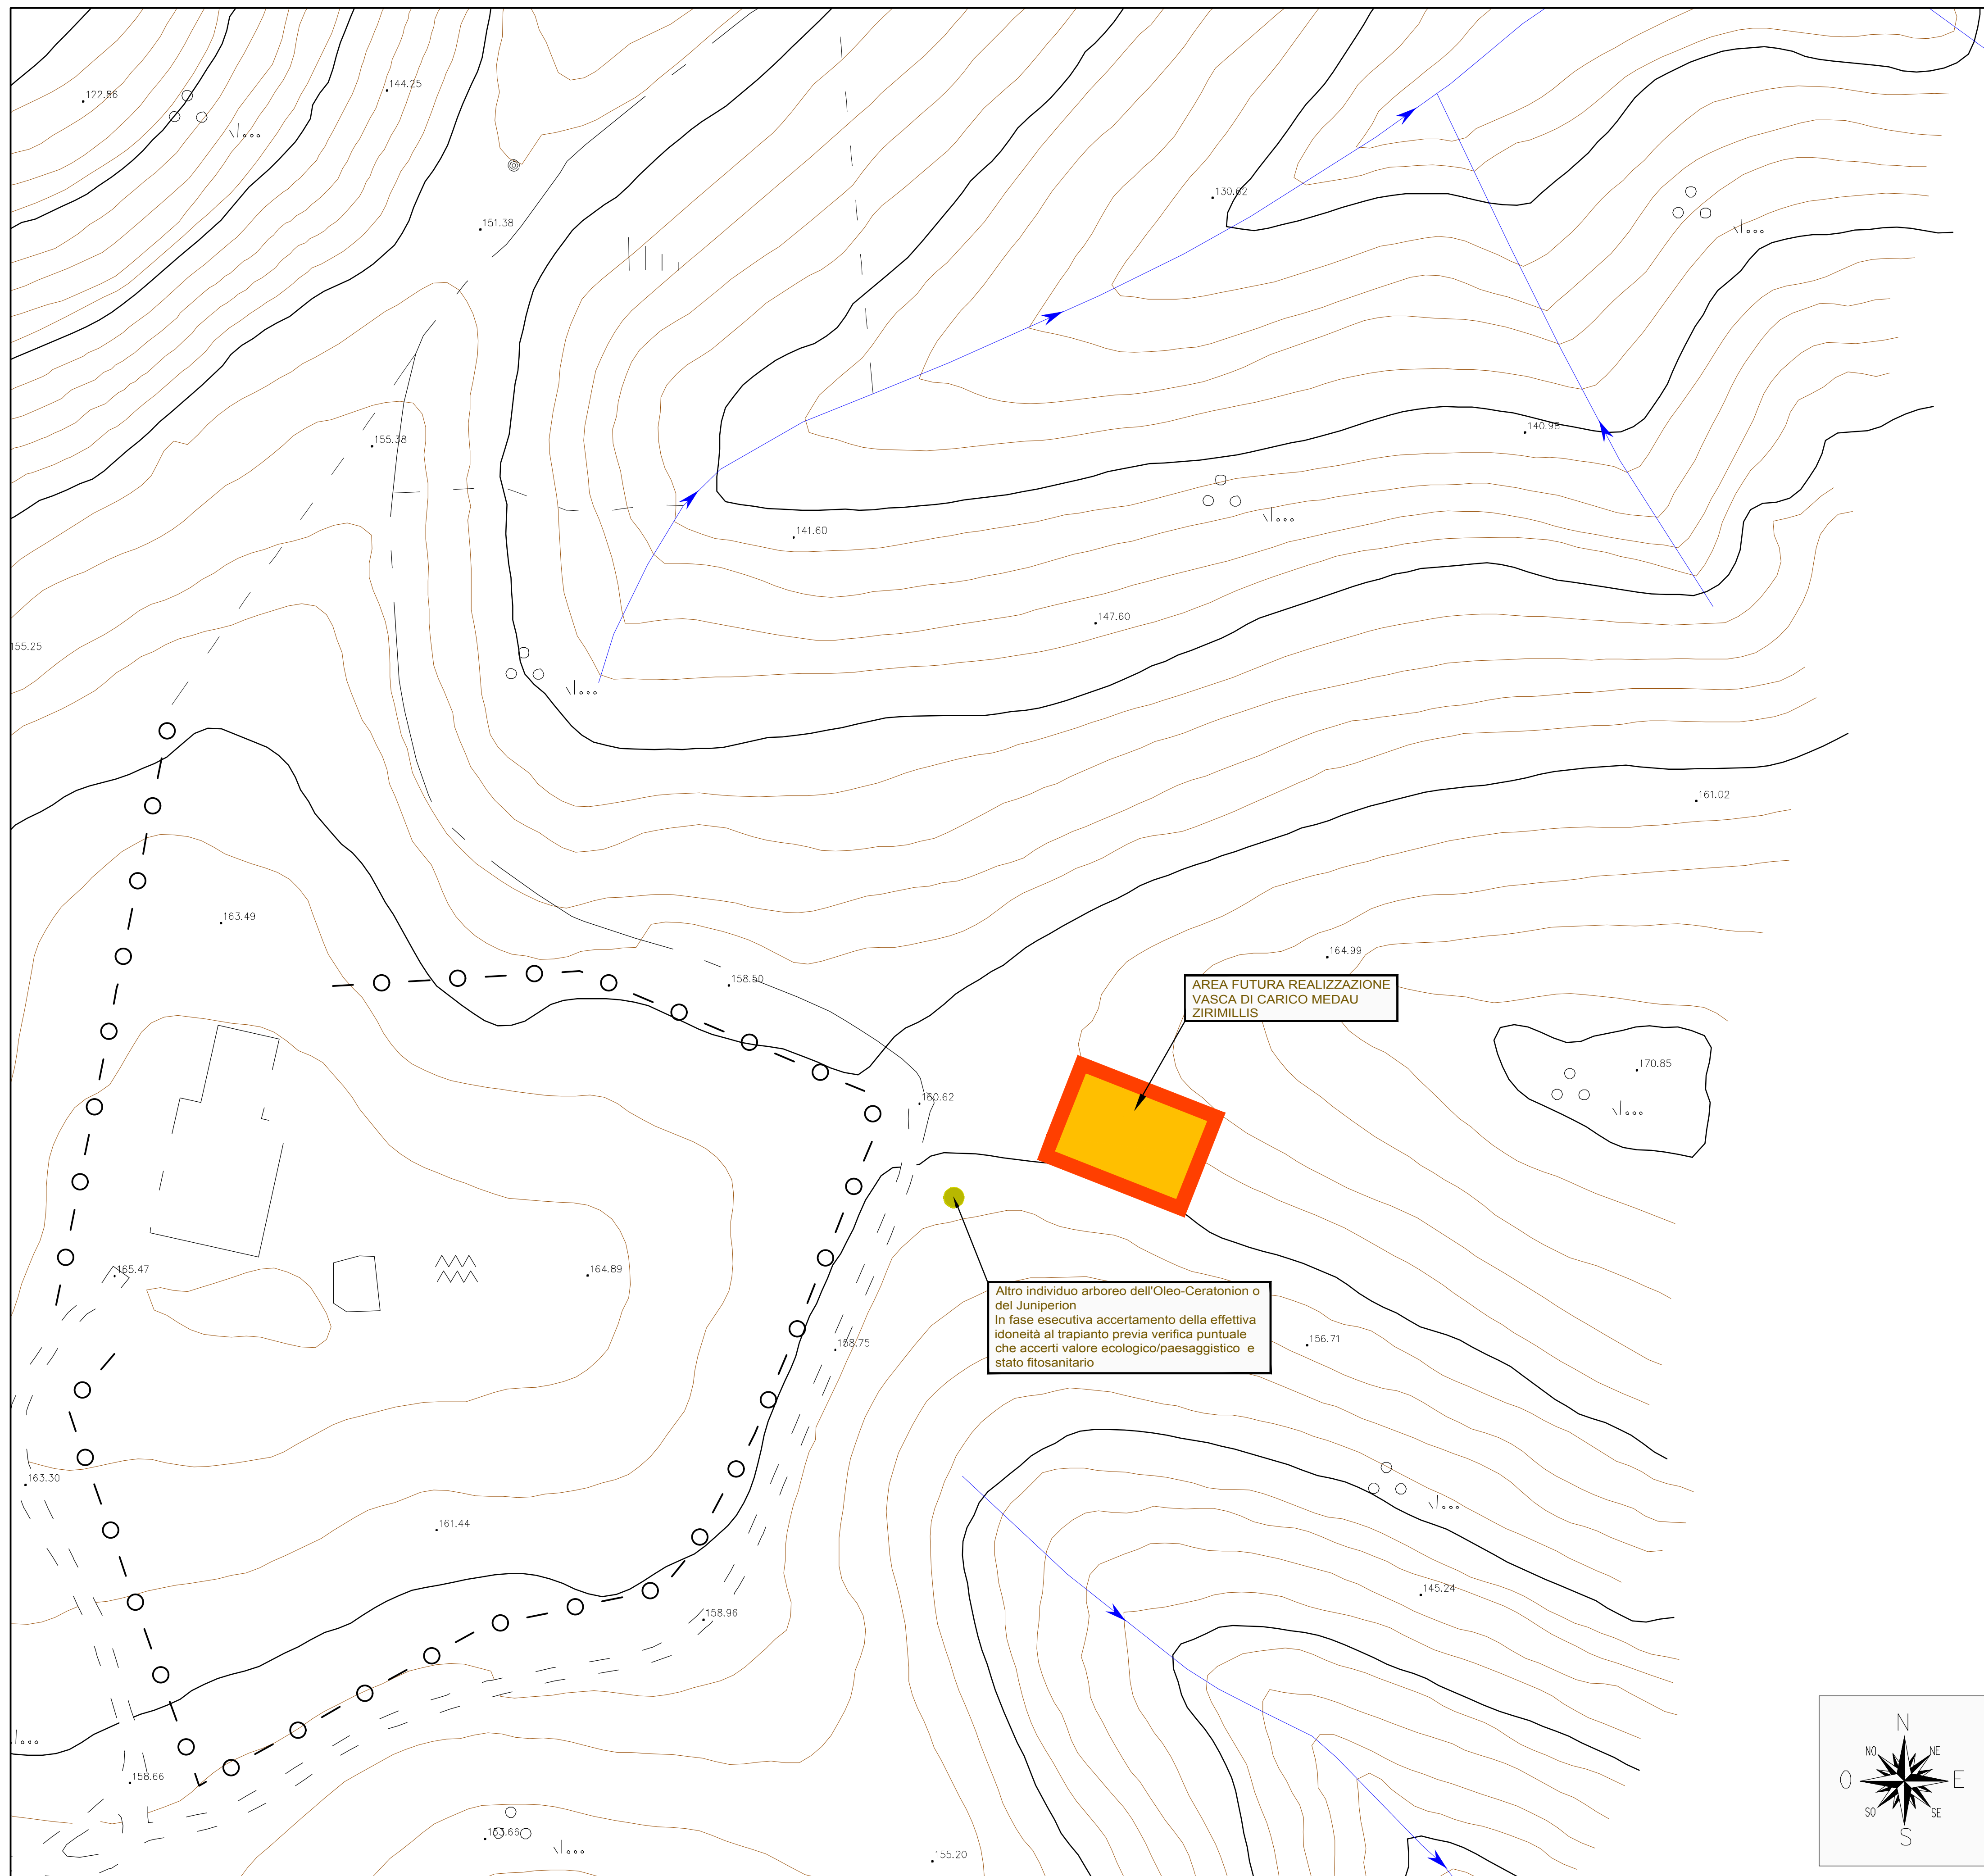 122.86
144.25
130.62
151.38
140.98
155.38
141.60
147.60
155.25
161.02
163.49
164.99
158.50
AREA FUTURA REALIZZAZIONE
VASCA DI CARICO MEDAU
ZIRIMILLIS
170.85
160.62
165.47
164.89
Altro individuo arboreo dell'Oleo-Ceratonion o
del Juniperion
In fase esecutiva accertamento della effettiva
idoneità al trapianto previa verifica puntuale
che accerti valore ecologico/paesaggistico e
stato fitosanitario
158.75
156.71
163.30
161.44
145.24
158.96
N
NO NE
O E
SO SE
S
158.66
153.66
155.20